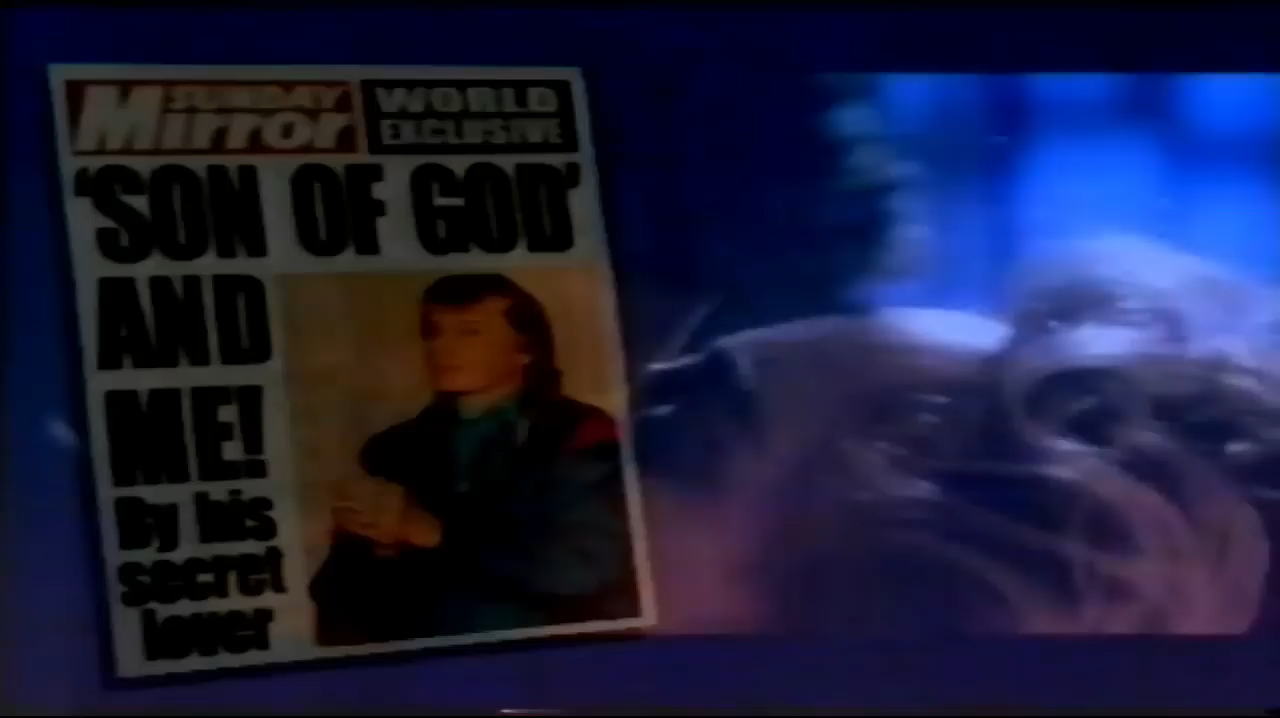 SUNDAY
Mirror
WORLD
EXCLUSIVE
'SON OF GOD'
AND
ME!
By his
secret
lover